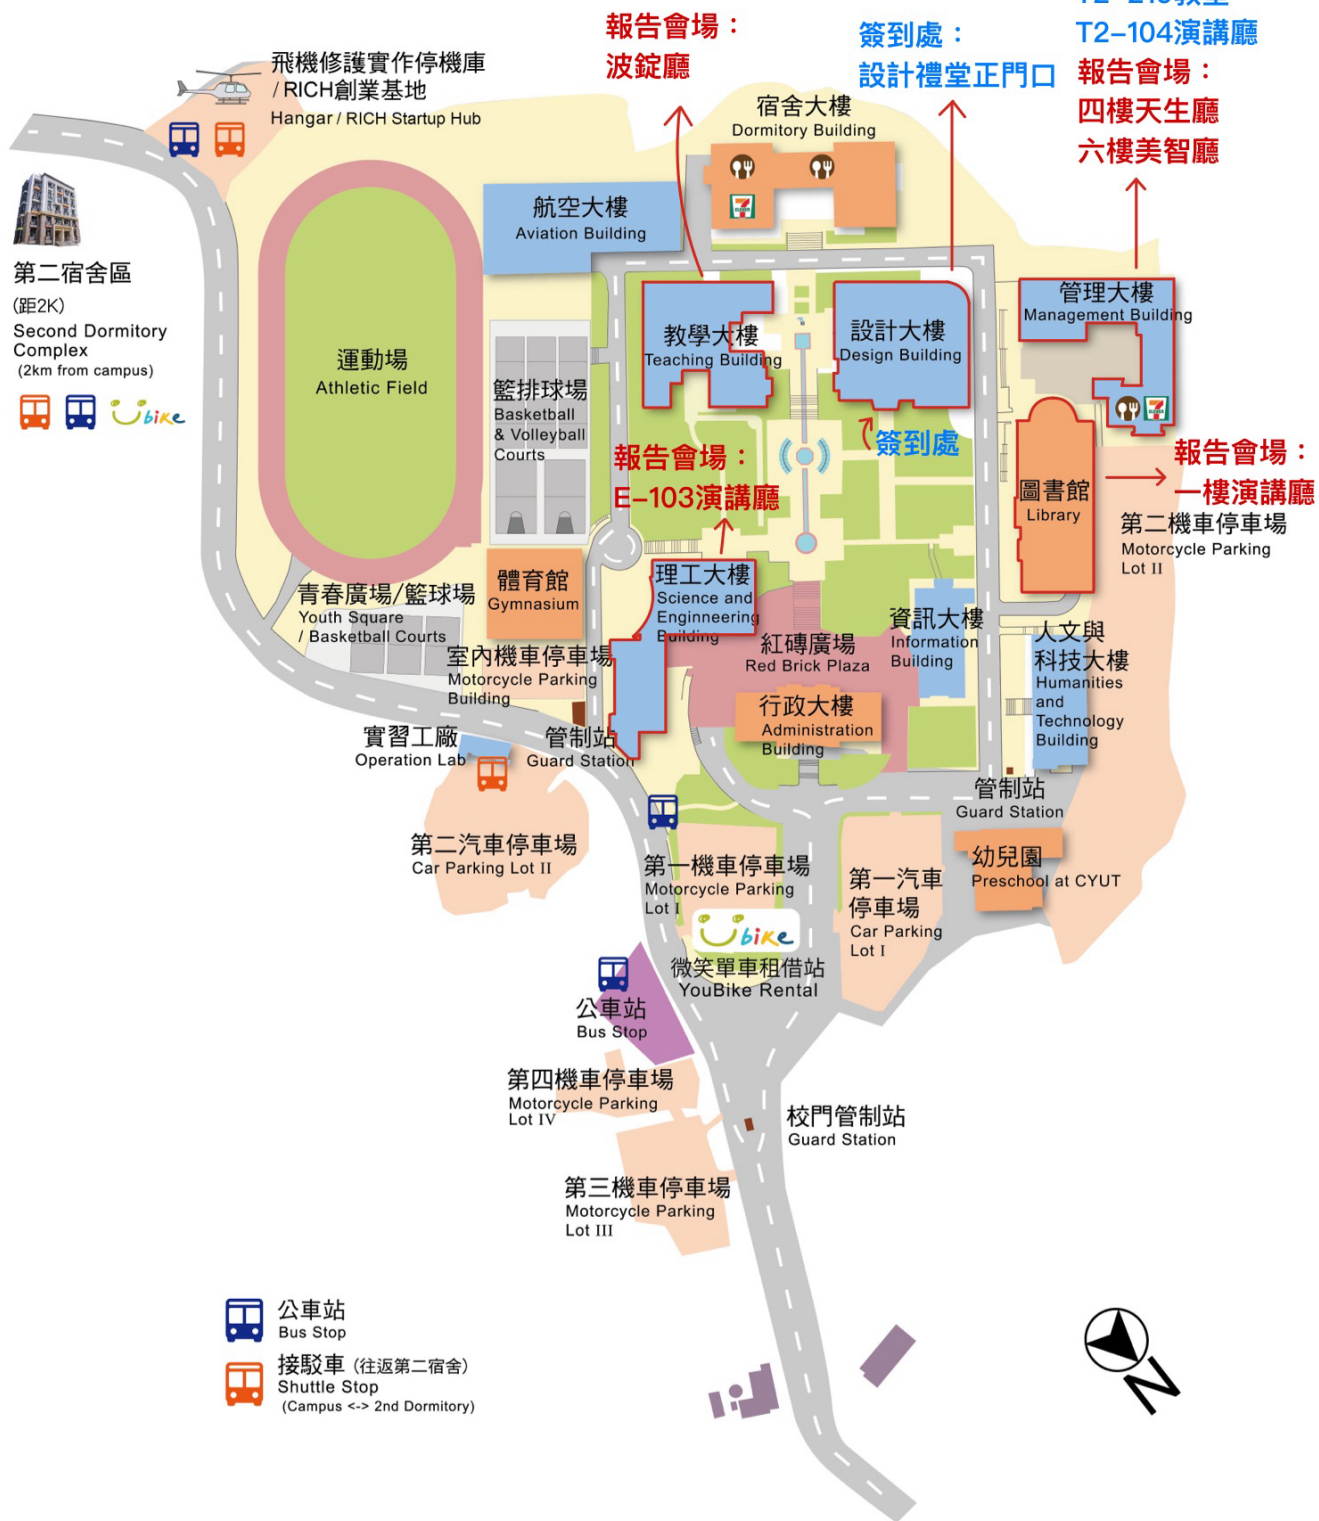 T2-104演講廳
報告會場：
四樓天生廳
六樓美智廳
簽到處：
設計禮堂正門口
報告會場：
波錠廳
飛機修護實作停機庫
/ RICH創業基地
Hangar / RICH Startup Hub
宿舍大樓
Dormitory Building
航空大樓
Aviation Building
第二宿舍區
(距2K)
Second Dormitory
Complex
(2km from campus)
Ubike
運動場
Athletic Field
籃排球場
Basketball
& Volleyball
Courts
教學大樓
Teaching Building
設計大樓
Design Building
管理大樓
Management Building
7
ELEVEN
7
ELEVEN
簽到處
報告會場：
E-103演講廳
報告會場：
一樓演講廳
圖書館
Library
第二機車停車場
Motorcycle Parking
Lot II
體育館
Gymnasium
理工大樓
Science and
Enginneering
Building
青春廣場/籃球場
Youth Square
/ Basketball Courts
室內機車停車場
Motorcycle Parking
Building
紅磚廣場
Red Brick Plaza
資訊大樓
Information
Building
人文與
科技大樓
Humanities
and
Technology
Building
行政大樓
Administration
Building
實習工廠
Operation Lab
管制站
Guard Station
管制站
Guard Station
第二汽車停車場
Car Parking Lot II
第一機車停車場
Motorcycle Parking
Lot I
第一汽車
停車場
Car Parking
Lot I
幼兒園
Preschool at CYUT
Ubike
微笑單車租借站
YouBike Rental
公車站
Bus Stop
第四機車停車場
Motorcycle Parking
Lot IV
校門管制站
Guard Station
第三機車停車場
Motorcycle Parking
Lot III
公車站
Bus Stop
接駁車 (往返第二宿舍)
Shuttle Stop
(Campus <-> 2nd Dormitory)
N